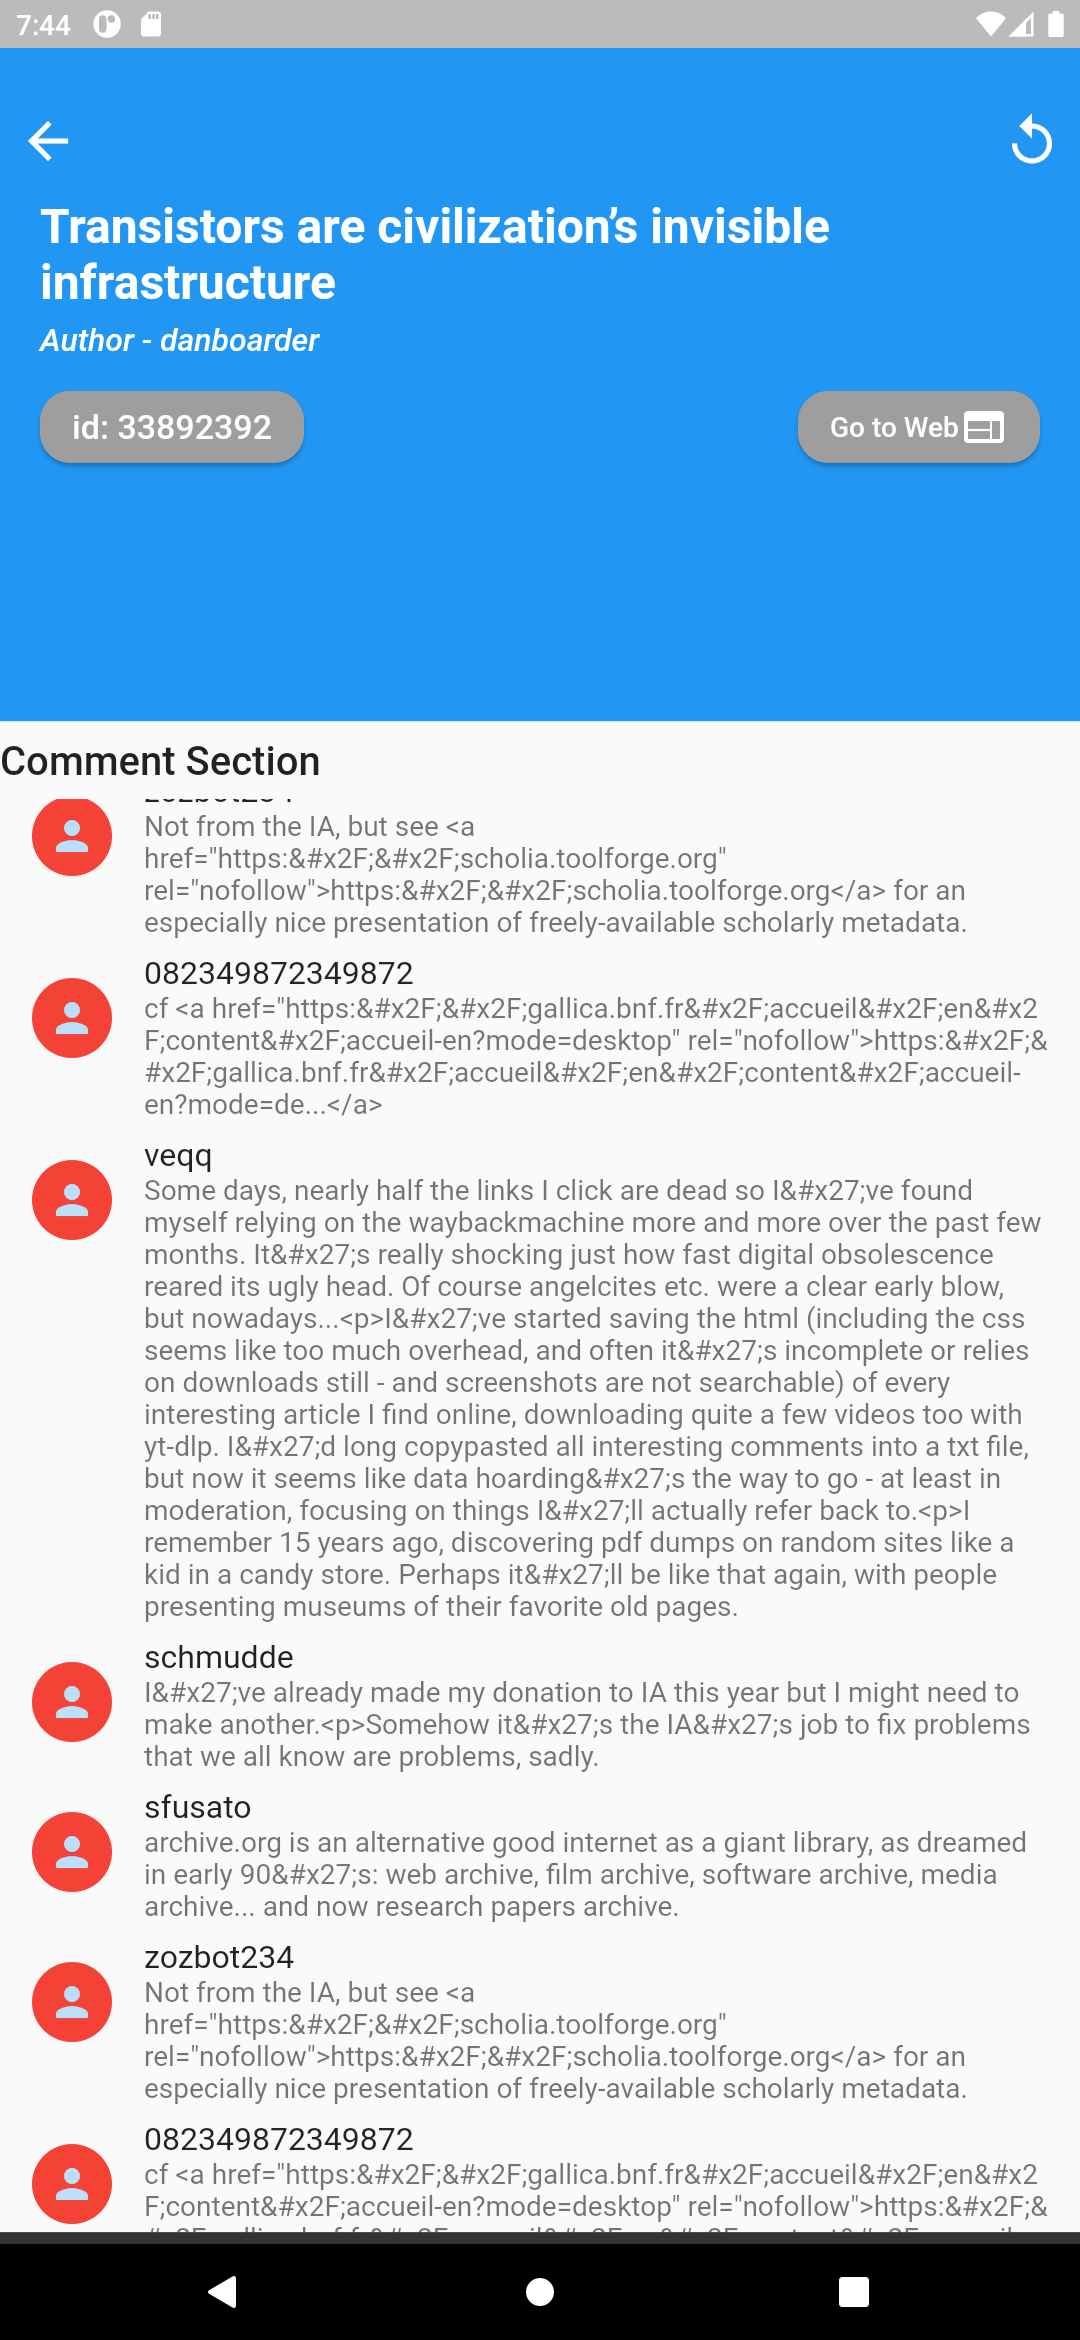 7:44
Transistors are civilization’s invisible
infrastructure
Author - danboarder
id: 33892392
Go to Web
Comment Section
Not from the IA, but see <a
href="https:&#x2F;&#x2F;scholia.toolforge.org"
rel="nofollow">https:&#x2F;&#x2F;scholia.toolforge.org</a> for an
especially nice presentation of freely-available scholarly metadata.
082349872349872
cf <a href="https:&#x2F;&#x2F;gallica.bnf.fr&#x2F;accueil&#x2F;en&#x2
F;content&#x2F;accueil-en?mode=desktop" rel="nofollow">https:&#x2F;&
#x2F;gallica.bnf.fr&#x2F;accueil&#x2F;en&#x2F;content&#x2F;accueil-
en?mode=de...</a>
veqq
Some days, nearly half the links I click are dead so I&#x27;ve found
myself relying on the waybackmachine more and more over the past few
months. It&#x27;s really shocking just how fast digital obsolescence
reared its ugly head. Of course angelcites etc. were a clear early blow,
but nowadays...<p>I&#x27;ve started saving the html (including the css
seems like too much overhead, and often it&#x27;s incomplete or relies
on downloads still - and screenshots are not searchable) of every
interesting article I find online, downloading quite a few videos too with
yt-dlp. I&#x27;d long copypasted all interesting comments into a txt file,
but now it seems like data hoarding&#x27;s the way to go - at least in
moderation, focusing on things I&#x27;ll actually refer back to.<p>I
remember 15 years ago, discovering pdf dumps on random sites like a
kid in a candy store. Perhaps it&#x27;ll be like that again, with people
presenting museums of their favorite old pages.
schmudde
I&#x27;ve already made my donation to IA this year but I might need to
make another.<p>Somehow it&#x27;s the IA&#x27;s job to fix problems
that we all know are problems, sadly.
sfusato
archive.org is an alternative good internet as a giant library, as dreamed
in early 90&#x27;s: web archive, film archive, software archive, media
archive... and now research papers archive.
zozbot234
Not from the IA, but see <a
href="https:&#x2F;&#x2F;scholia.toolforge.org"
rel="nofollow">https:&#x2F;&#x2F;scholia.toolforge.org</a> for an
especially nice presentation of freely-available scholarly metadata.
082349872349872
cf <a href="https:&#x2F;&#x2F;gallica.bnf.fr&#x2F;accueil&#x2F;en&#x2
F;content&#x2F;accueil-en?mode=desktop" rel="nofollow">https:&#x2F;&